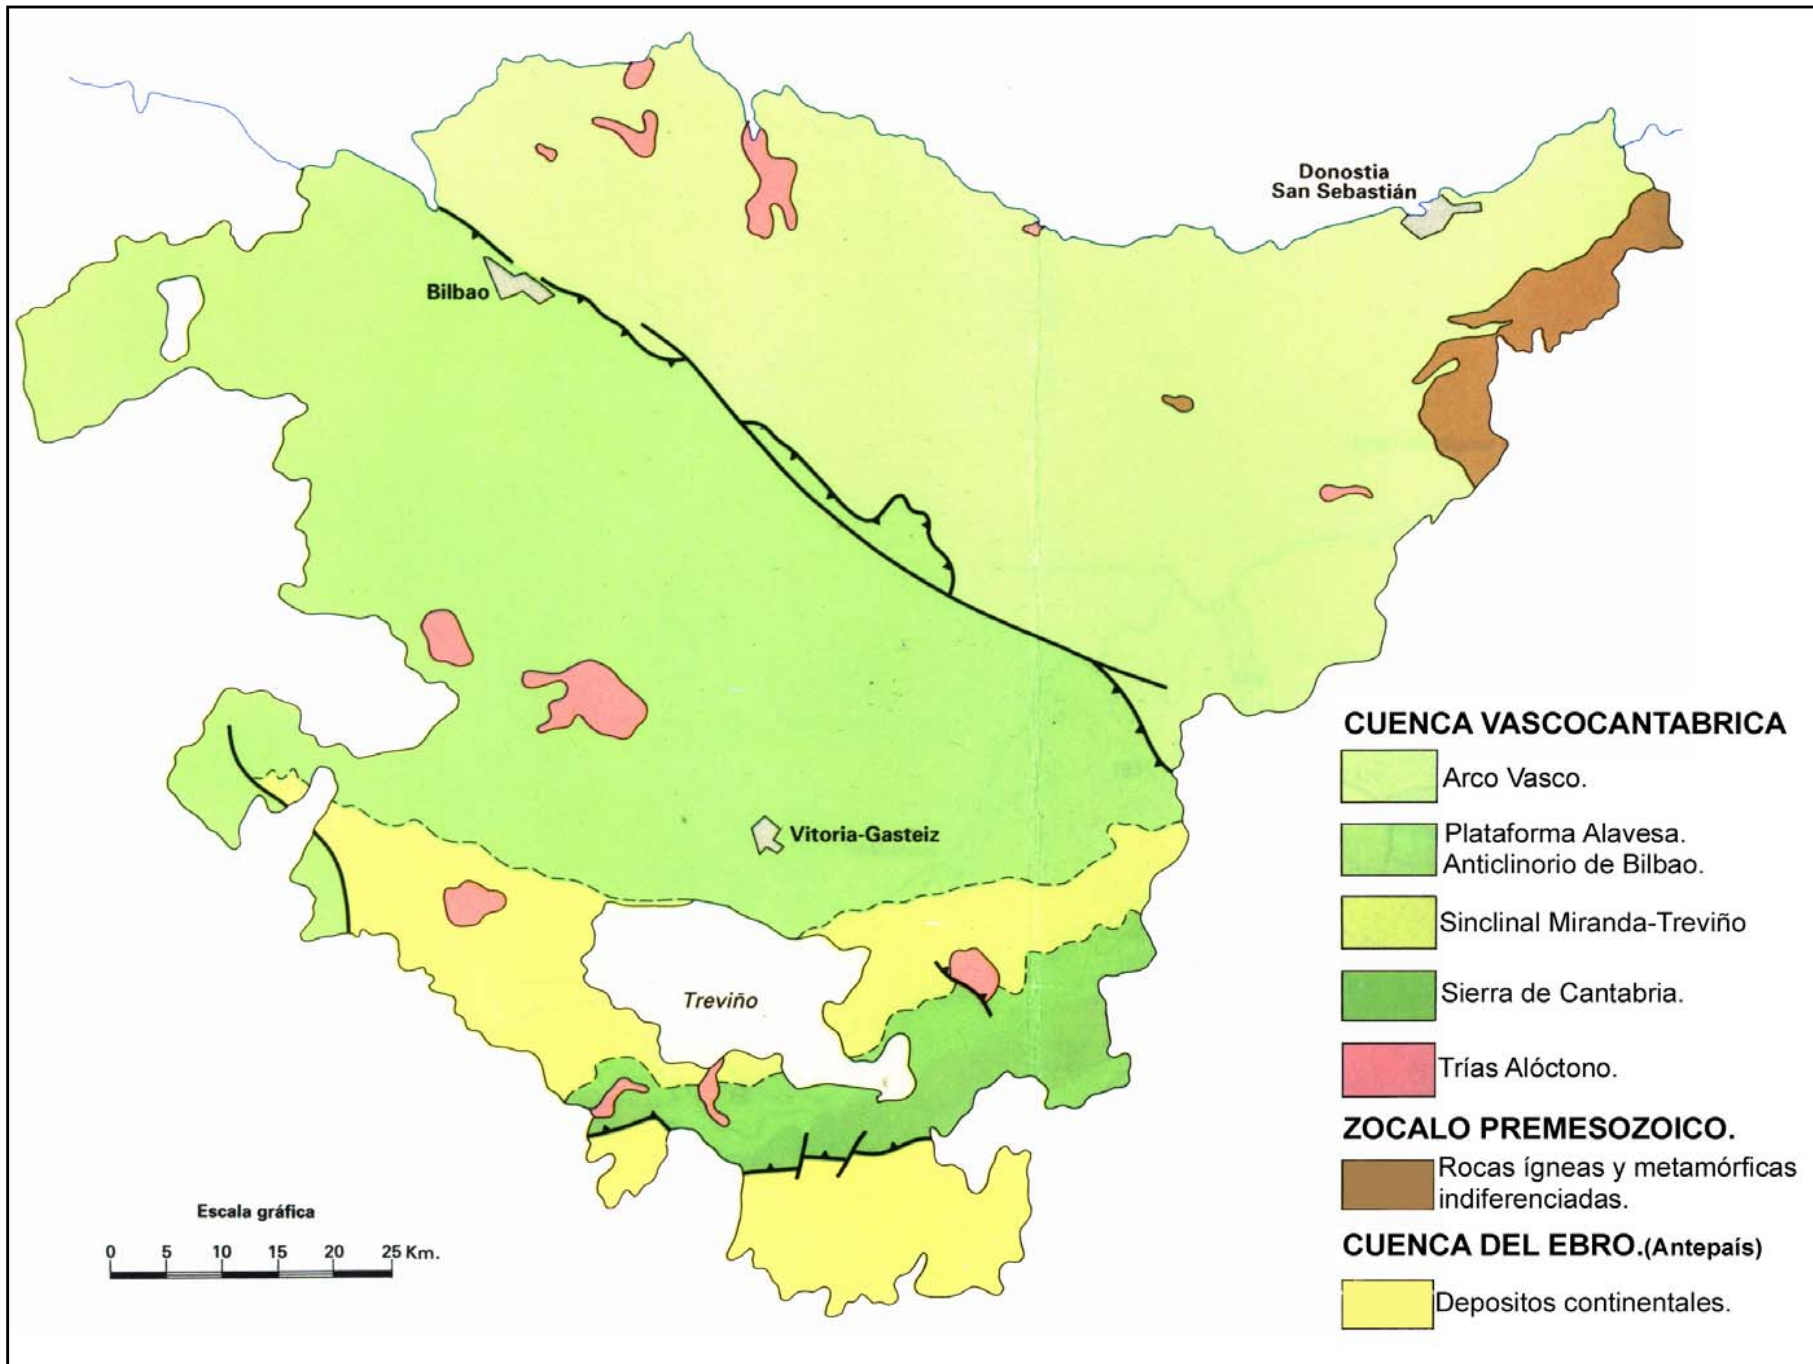 Donostia
San Sebastián
Bilbao
Vitoria-Gasteiz
Treviño
Escala gráfica
0 5 10 15 20 25 Km.
CUENCA VASCOCANTABRICA
Arco Vasco.
Plataforma Alavesa.
Anticlinorio de Bilbao.
Sinclinal Miranda-Treviño
Sierra de Cantabria.
Trías Alóctono.
ZOCALO PREMESOZOICO.
Rocas ígneas y metamórficas
indiferenciadas.
CUENCA DEL EBRO.(Antepaís)
Depositos continentales.